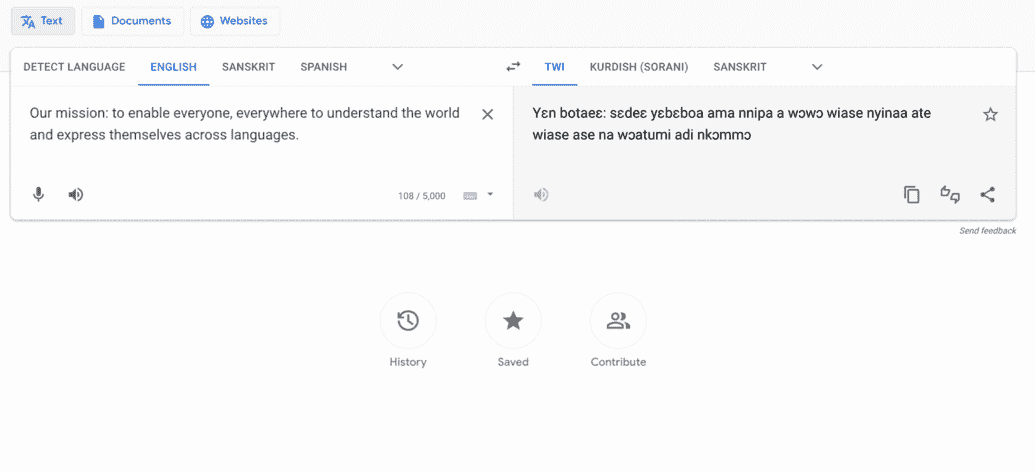 Text
Documents
Websites
DETECT LANGUAGE
ENGLISH
SANSKRIT
SPANISH
TWI
KURDISH (SORANI)
SANSKRIT
Our mission: to enable everyone, everywhere to understand the world
and express themselves across languages.
108 / 5,000
Yɛn botaeɛ: sɛdeɛ yɛbɛboa ama nnipa a wɔwɔ wiase nyinaa ate
wiase ase na wɔatumi adi nkɔmmɔ
Send feedback
History
Saved
Contribute